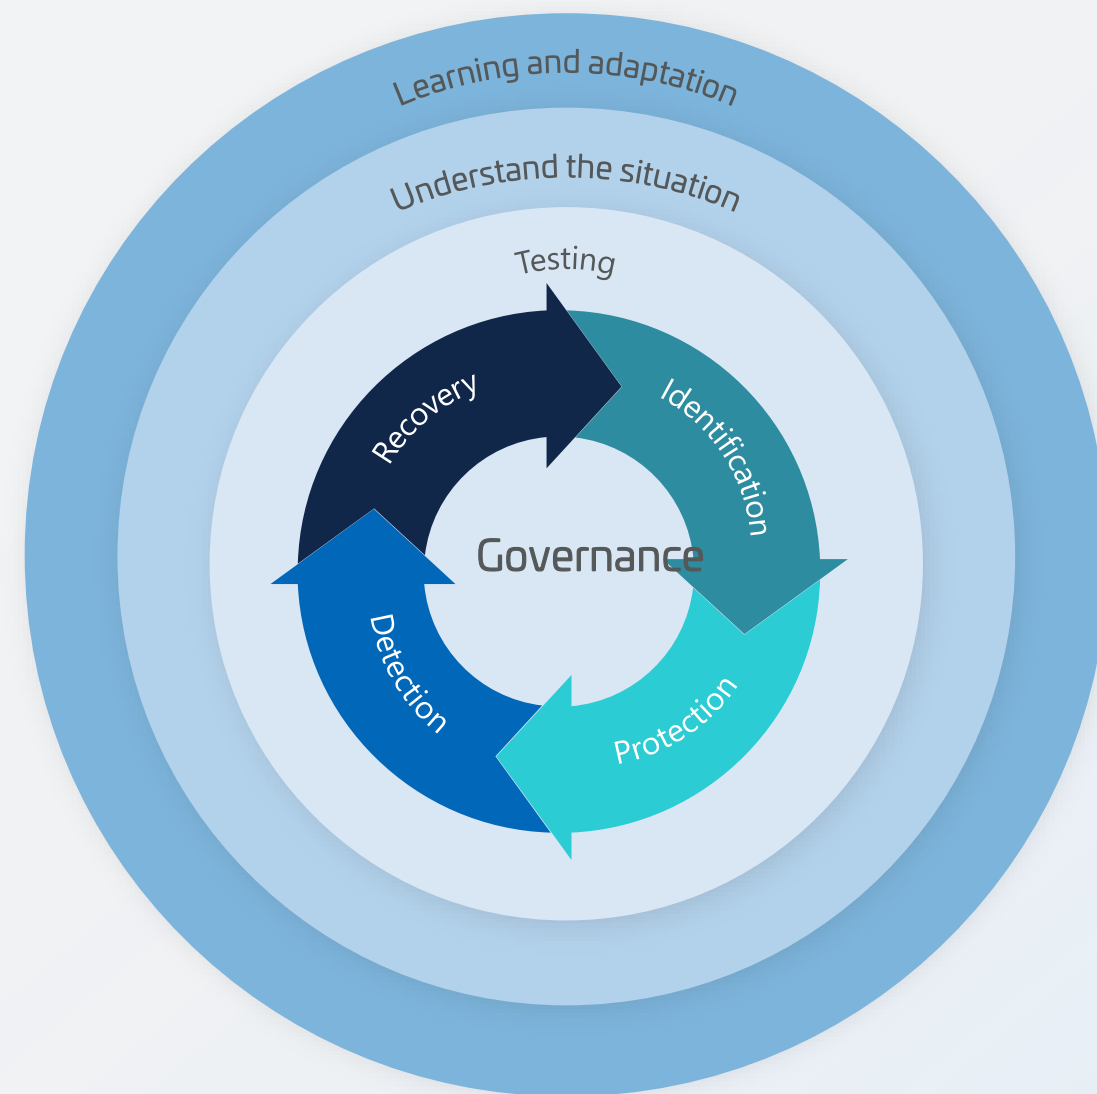 Learning and adaptation
Understand the situation
Testing
Recovery
Identification
Governance
Detection
Protection